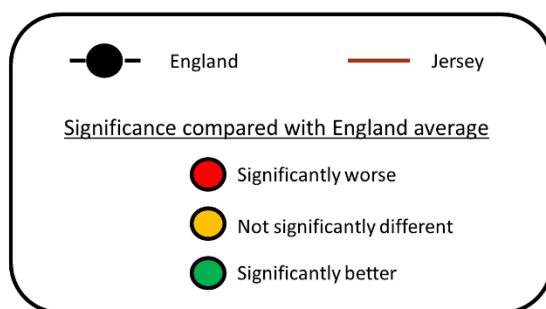 England Jersey
Significance compared with England average
Significantly worse
Not significantly different
Significantly better